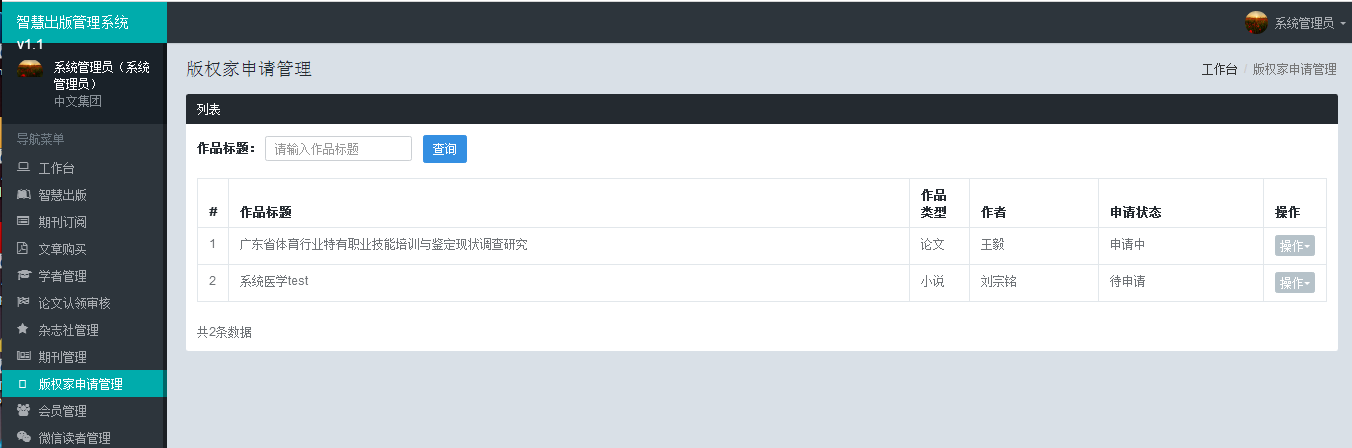 智慧出版管理系统
v1.1
系统管理员
系统管理员（系统
管理员）
中文集团
导航菜单
工作台
智慧出版
期刊订阅
文章购买
学者管理
论文认领审核
杂志社管理
期刊管理
版权家申请管理
会员管理
微信读者管理
版权家申请管理
工作台 / 版权家申请管理
列表
作品标题： 请输入作品标题 查询
# 作品标题 作品类型 作者 申请状态 操作
1 广东省体育行业特有职业技能培训与鉴定现状调查研究 论文 王毅 申请中 操作
2 系统医学test 小说 刘宗铭 待申请 操作
共2条数据